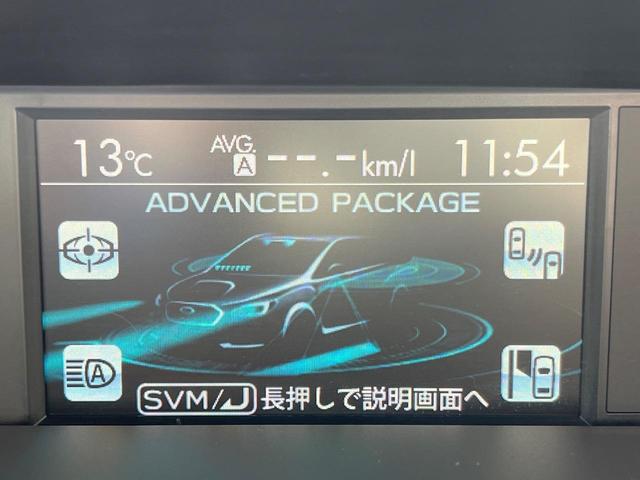 13℃ AVG. A --.-km/l 11:54
ADVANCED PACKAGE
A
SVM/⤶ 長押しで説明画面へ